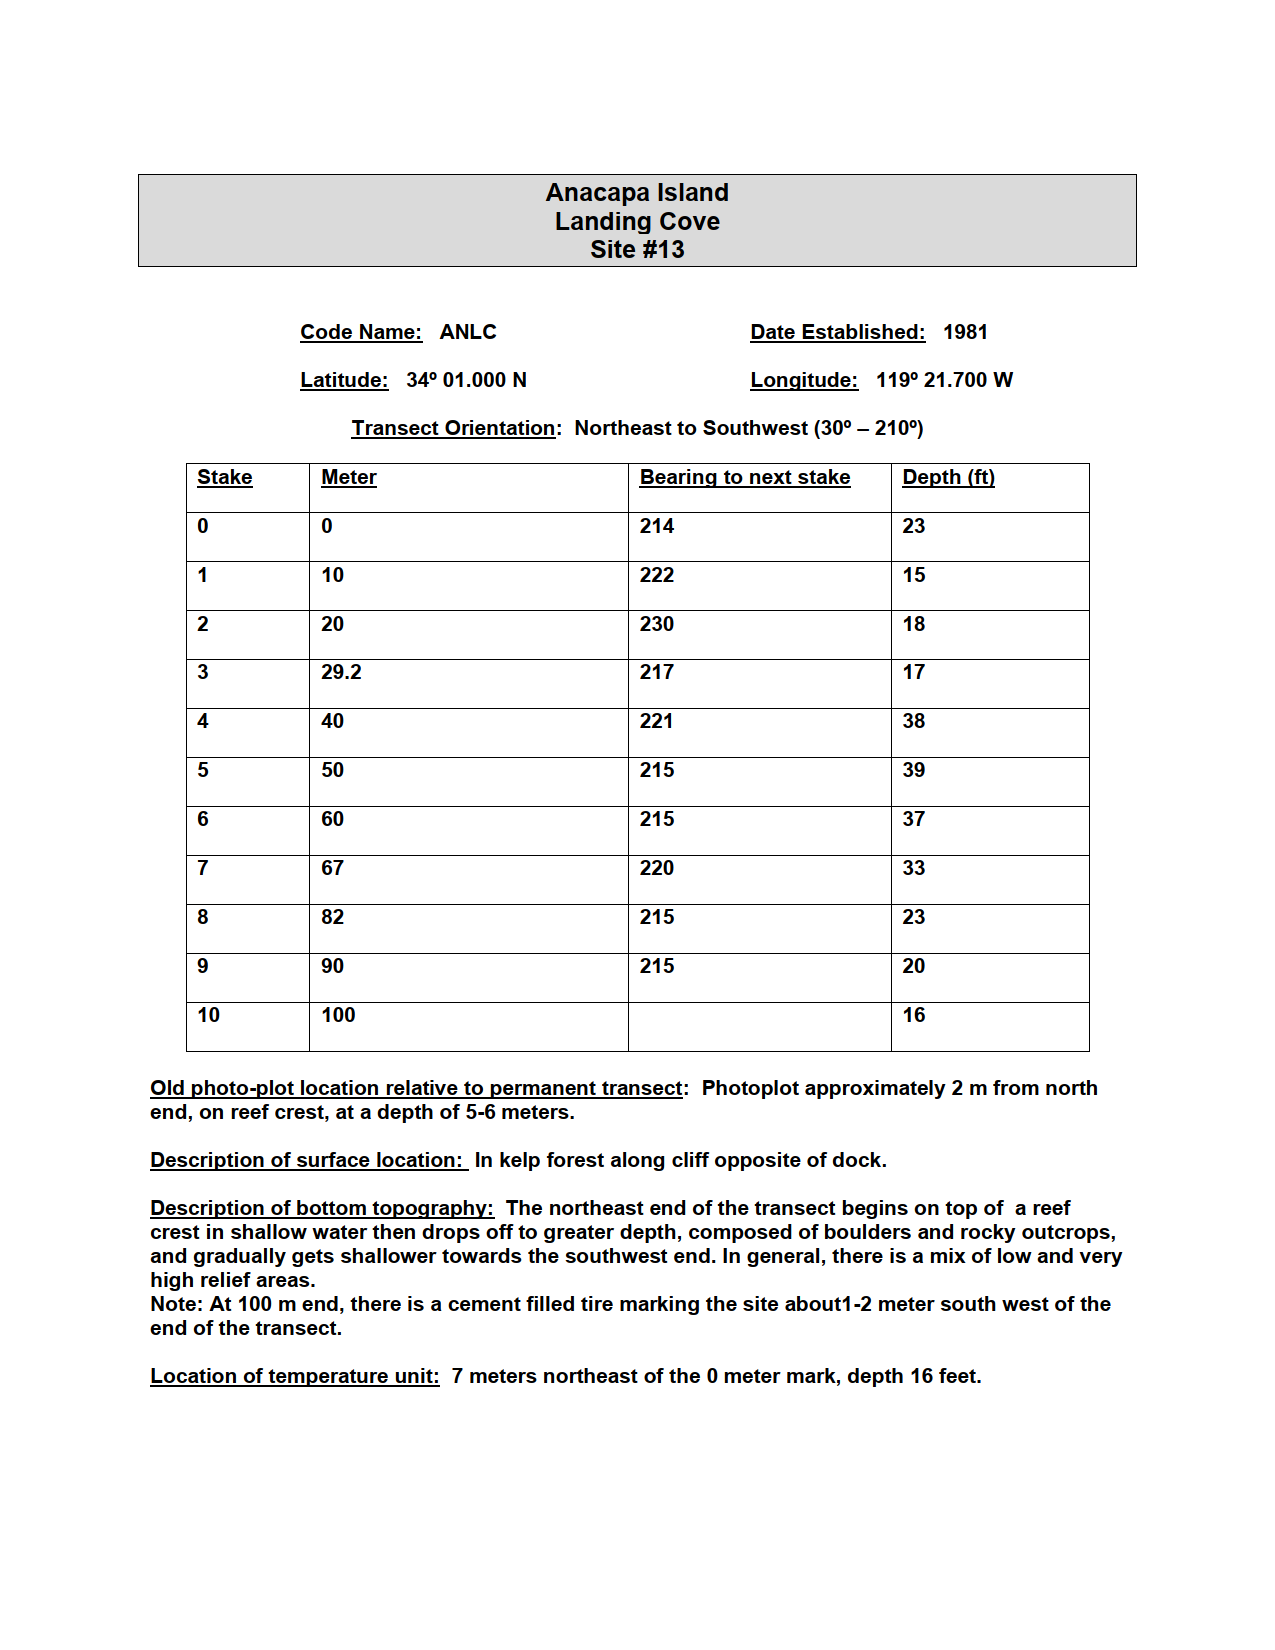 Anacapa Island
Landing Cove
Site #13
Code Name: ANLC Date Established: 1981
Latitude: 34º 01.000 N Longitude: 119º 21.700 W
Transect Orientation: Northeast to Southwest (30º – 210º)
Stake Meter Bearing to next stake Depth (ft)
0 0 214 23
1 10 222 15
2 20 230 18
3 29.2 217 17
4 40 221 38
5 50 215 39
6 60 215 37
7 67 220 33
8 82 215 23
9 90 215 20
10 100 16
Old photo-plot location relative to permanent transect: Photoplot approximately 2 m from north
end, on reef crest, at a depth of 5-6 meters.
Description of surface location: In kelp forest along cliff opposite of dock.
Description of bottom topography: The northeast end of the transect begins on top of a reef
crest in shallow water then drops off to greater depth, composed of boulders and rocky outcrops,
and gradually gets shallower towards the southwest end. In general, there is a mix of low and very
high relief areas.
Note: At 100 m end, there is a cement filled tire marking the site about1-2 meter south west of the
end of the transect.
Location of temperature unit: 7 meters northeast of the 0 meter mark, depth 16 feet.